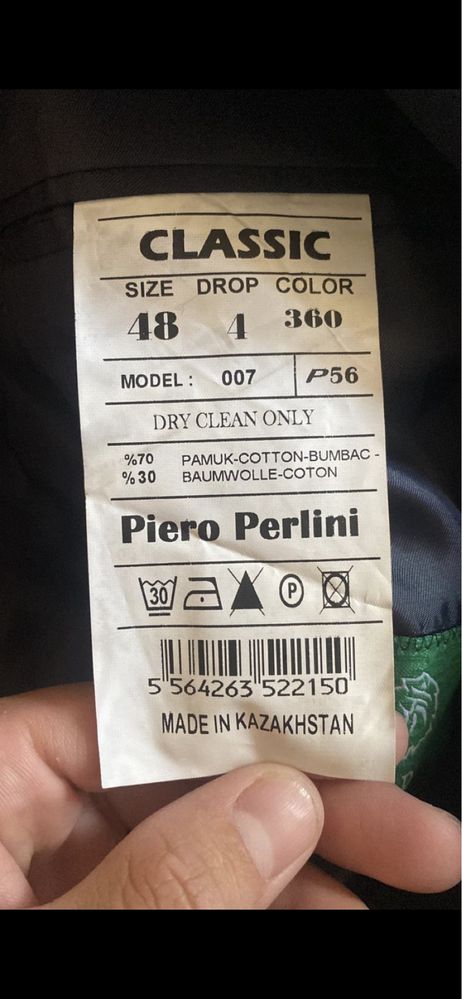 CLASSIC
SIZE DROP COLOR
48 4 360
MODEL : 007 P56
DRY CLEAN ONLY
%70 PAMUK-COTTON-BUMBAC -
%30 BAUMWOLLE-COTON
Piero Perlini
30 P
5 564263 522150
MADE IN KAZAKHSTAN